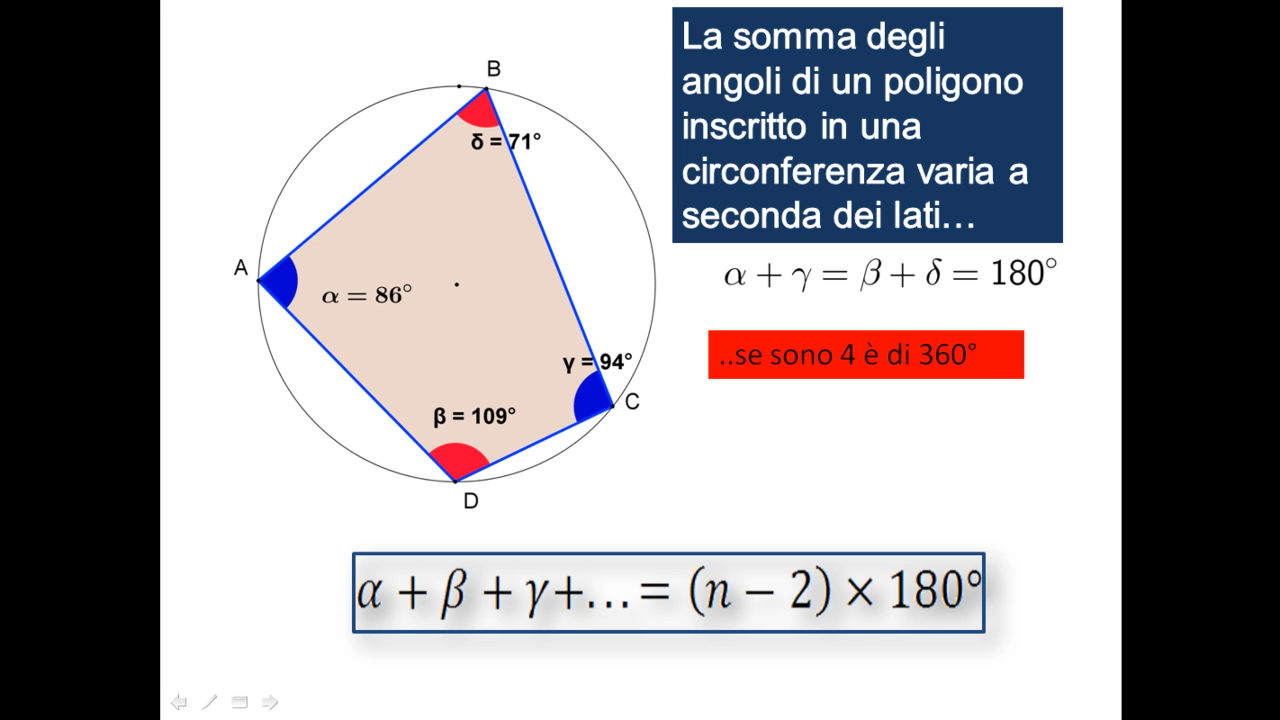 La somma degli
angoli di un poligono
inscritto in una
circonferenza varia a
seconda dei lati...
B
δ = 71°
A
α = 86°
α + γ = β + δ = 180°
..se sono 4 è di 360°
γ = 94°
C
β = 109°
D
α + β + γ+...= (n − 2) × 180°